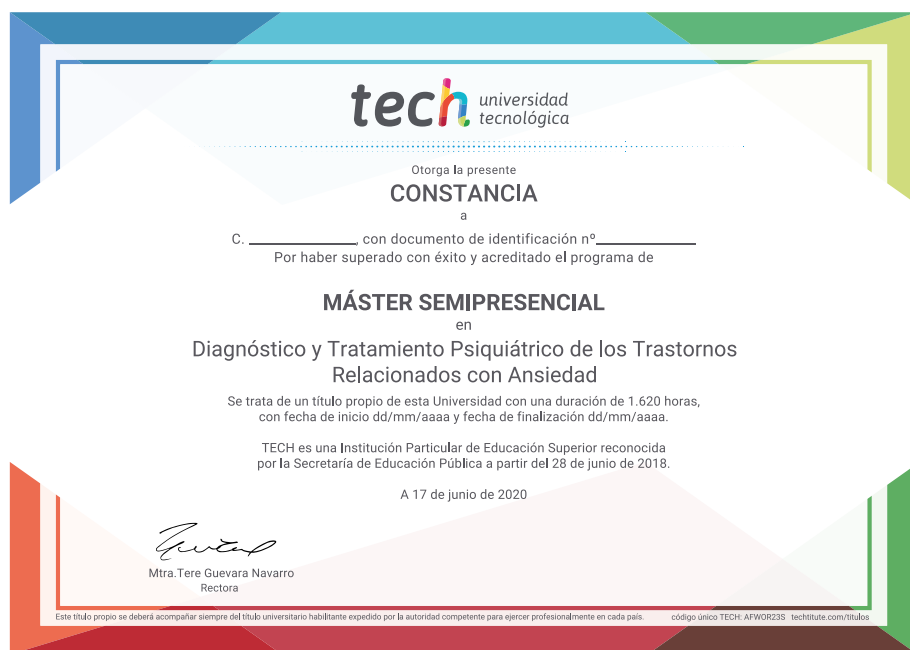 tech universidad
tecnológica
Otorga la presente
CONSTANCIA
a
C. ____________, con documento de identificación nº____________
Por haber superado con éxito y acreditado el programa de
MÁSTER SEMIPRESENCIAL
en
Diagnóstico y Tratamiento Psiquiátrico de los Trastornos
Relacionados con Ansiedad
Se trata de un título propio de esta Universidad con una duración de 1.620 horas,
con fecha de inicio dd/mm/aaaa y fecha de finalización dd/mm/aaaa.
TECH es una Institución Particular de Educación Superior reconocida
por la Secretaría de Educación Pública a partir del 28 de junio de 2018.
A 17 de junio de 2020
Mtra.Tere Guevara Navarro
Rectora
Este título propio se deberá acompañar siempre del título universitario habilitante expedido por la autoridad competente para ejercer profesionalmente en cada país. código único TECH: AFWOR23S techtitute.com/titulos